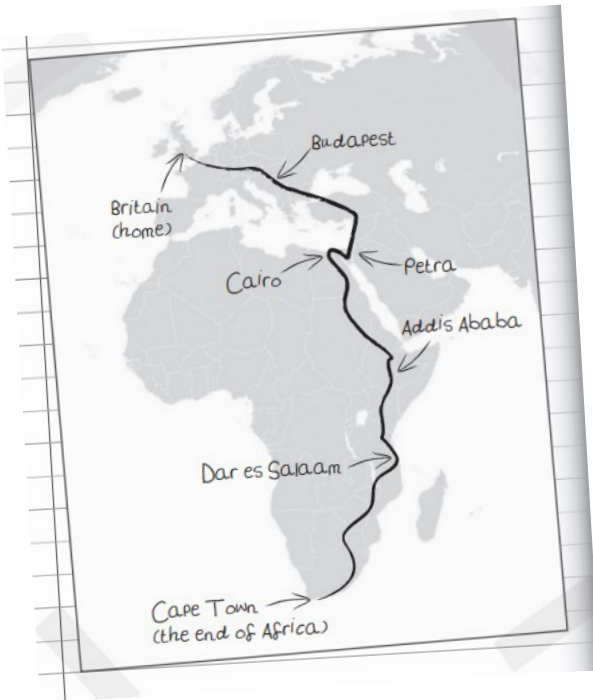 Budapest
Britain
(home)
Cairo
Petra
Addis Ababa
Dar es Salaam
Cape Town
(the end of Africa)